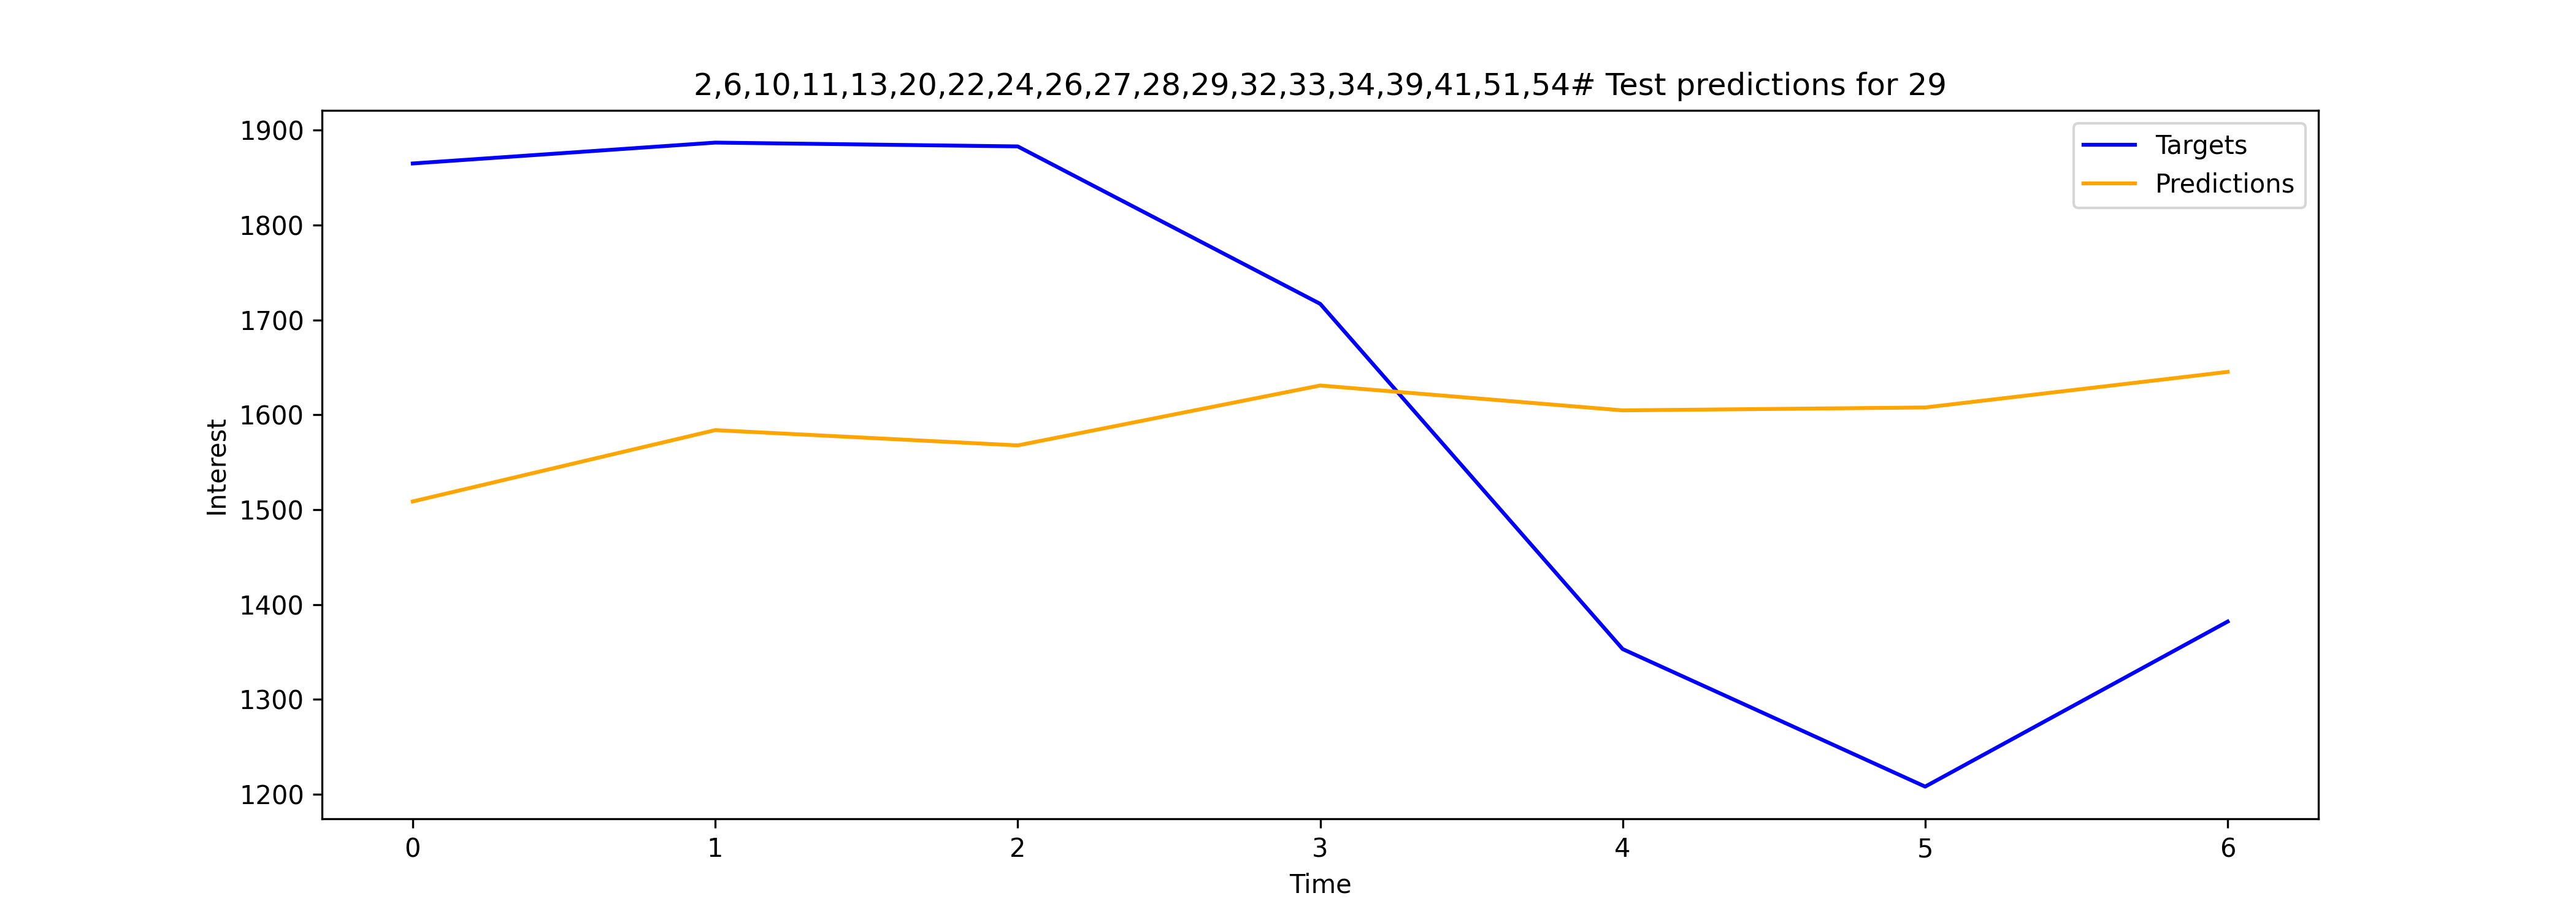 2,6,10,11,13,20,22,24,26,27,28,29,32,33,34,39,41,51,54# Test predictions for 29
1900
1800
1700
1600
1500
1400
1300
1200
Interest
Targets
Predictions
0 1 2 3 4 5 6
Time